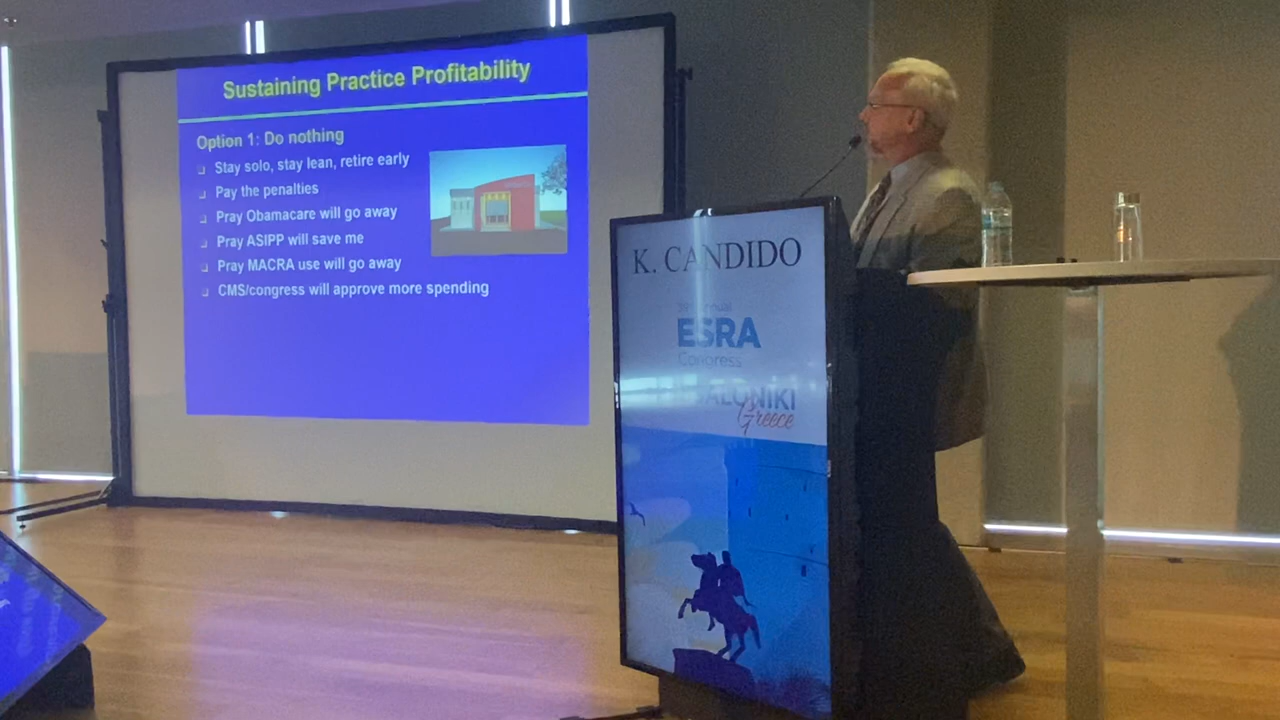 Sustaining Practice Profitability
Option 1: Do nothing
Stay solo, stay lean, retire early
Pay the penalties
Pray Obamacare will go away
Pray ASIPP will save me
Pray MACRA use will go away
CMS/congress will approve more spending
K. CANDIDO
ESRA
Congress
Greece